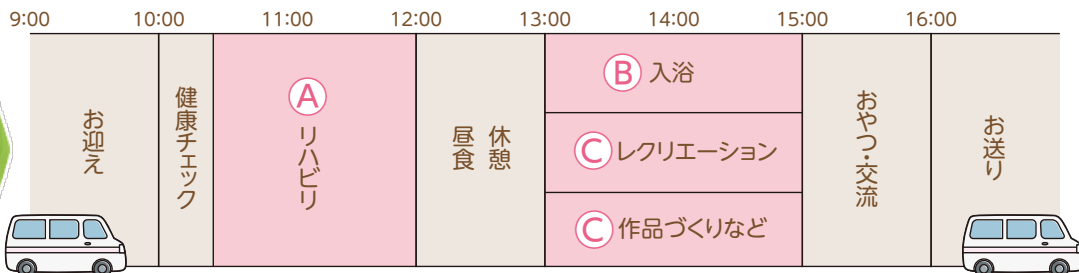 9:00 10:00 11:00 12:00 13:00 14:00 15:00 16:00
お迎え
健康チェック
A
リハビリ
昼食 休憩
B 入浴
C レクリエーション
C 作品づくりなど
おやつ・交流
お送り